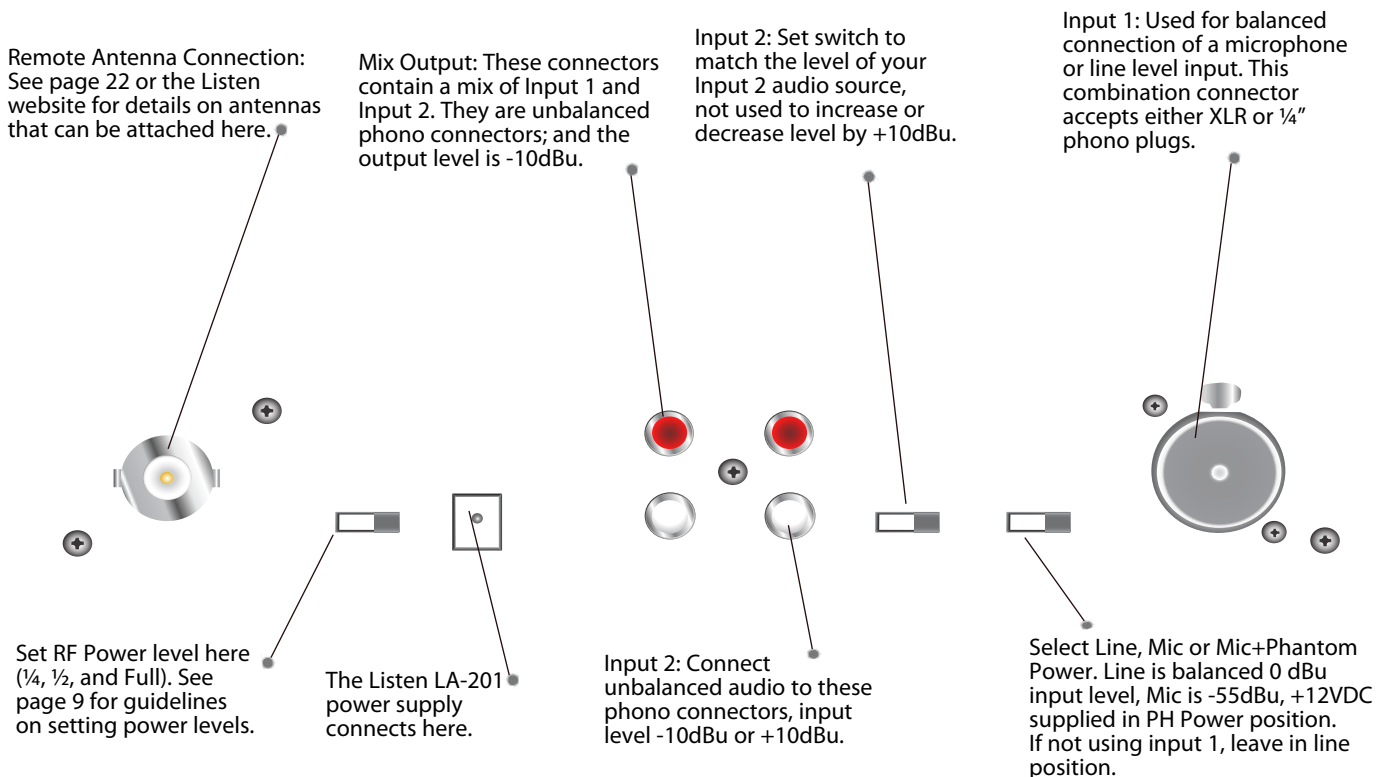 Remote Antenna Connection:
See page 22 or the Listen
website for details on antennas
that can be attached here.
Mix Output: These connectors
contain a mix of Input 1 and
Input 2. They are unbalanced
phono connectors; and the
output level is -10dBu.
Input 2: Set switch to
match the level of your
Input 2 audio source,
not used to increase or
decrease level by +10dBu.
Input 1: Used for balanced
connection of a microphone
or line level input. This
combination connector
accepts either XLR or ¼”
phono plugs.
Set RF Power level here
(¼, ½, and Full). See
page 9 for guidelines
on setting power levels.
The Listen LA-201
power supply
connects here.
Input 2: Connect
unbalanced audio to these
phono connectors, input
level -10dBu or +10dBu.
Select Line, Mic or Mic+Phantom
Power. Line is balanced 0 dBu
input level, Mic is -55dBu, +12VDC
supplied in PH Power position.
If not using input 1, leave in line
position.